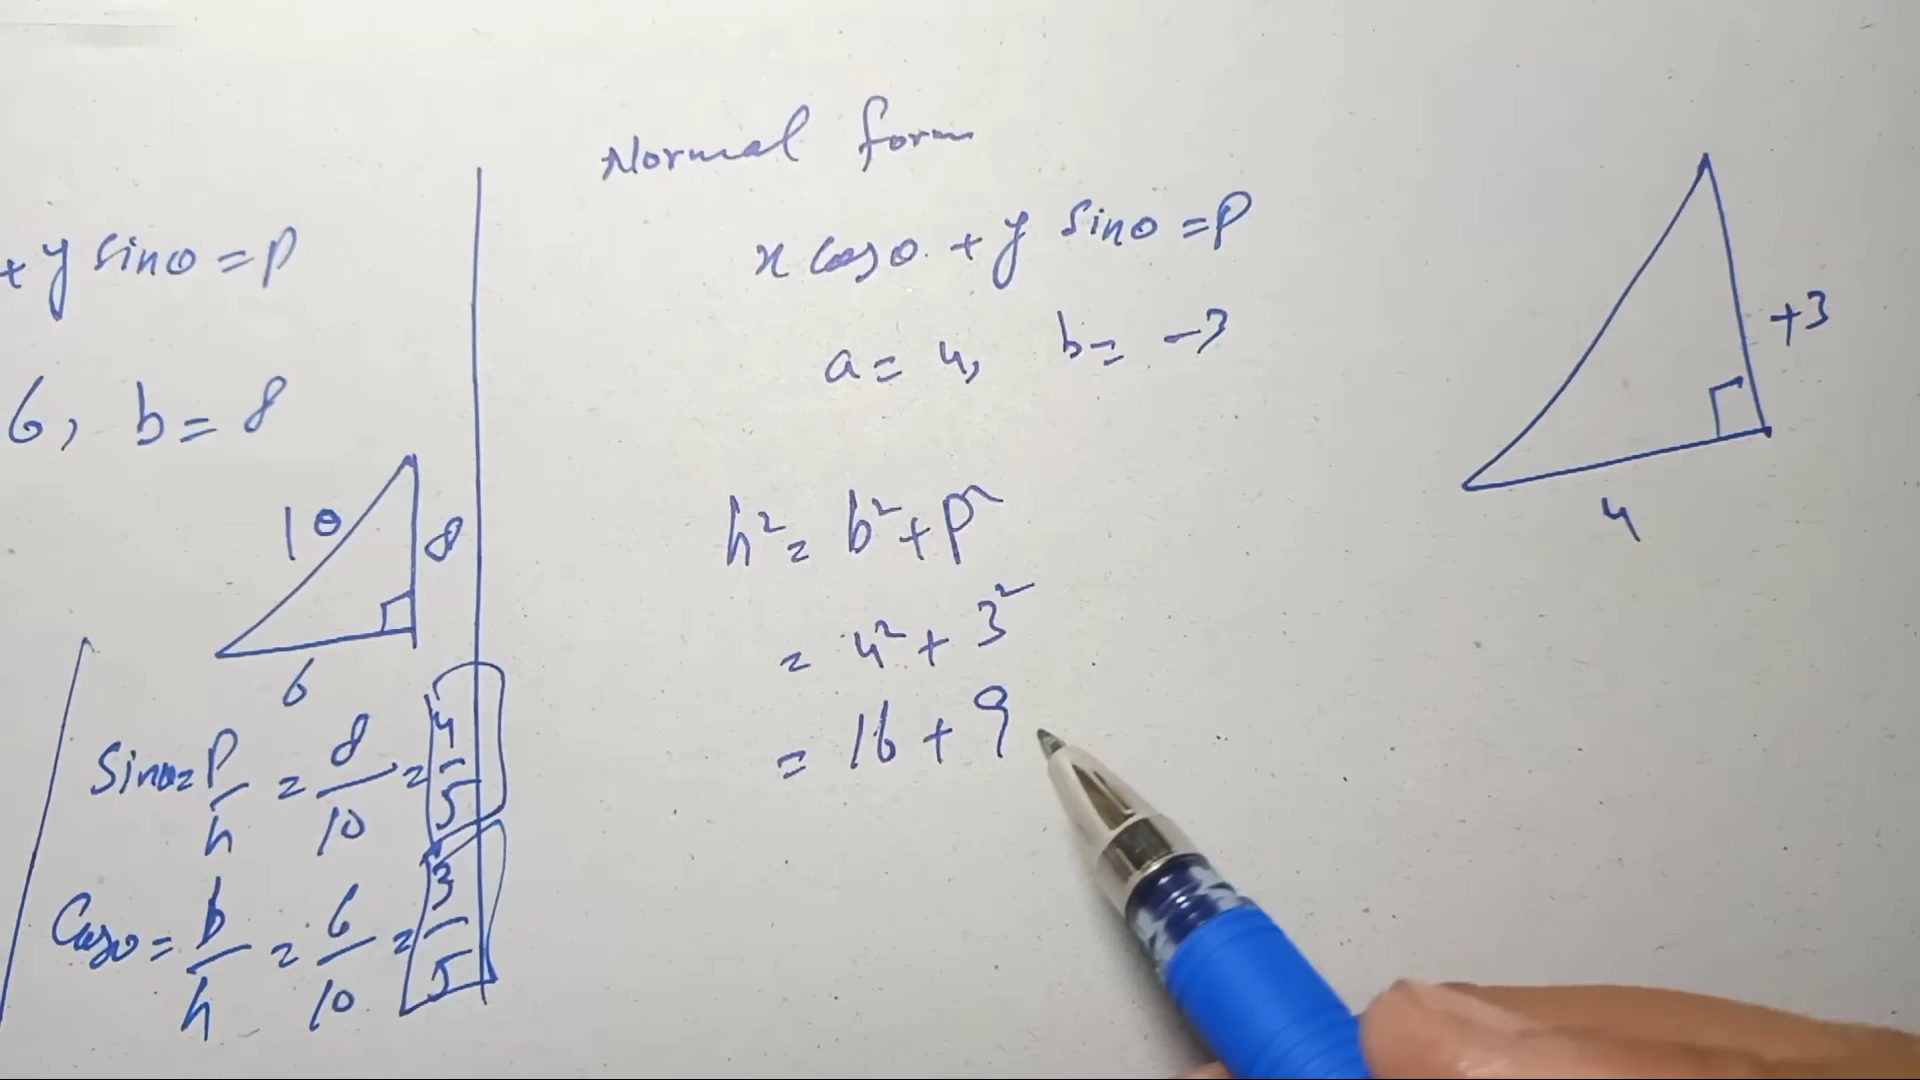 + y sinθ = p
6, b = 8
10
8
6
Sinθ = p/h = 8/10 = 4/5
Cosθ = b/h = 6/10 = 3/5
Normal form
x Cosθ + y Sinθ = p
a = 4, b = -3
h² = b² + p²
= 4² + 3²
= 16 + 9
+3
4